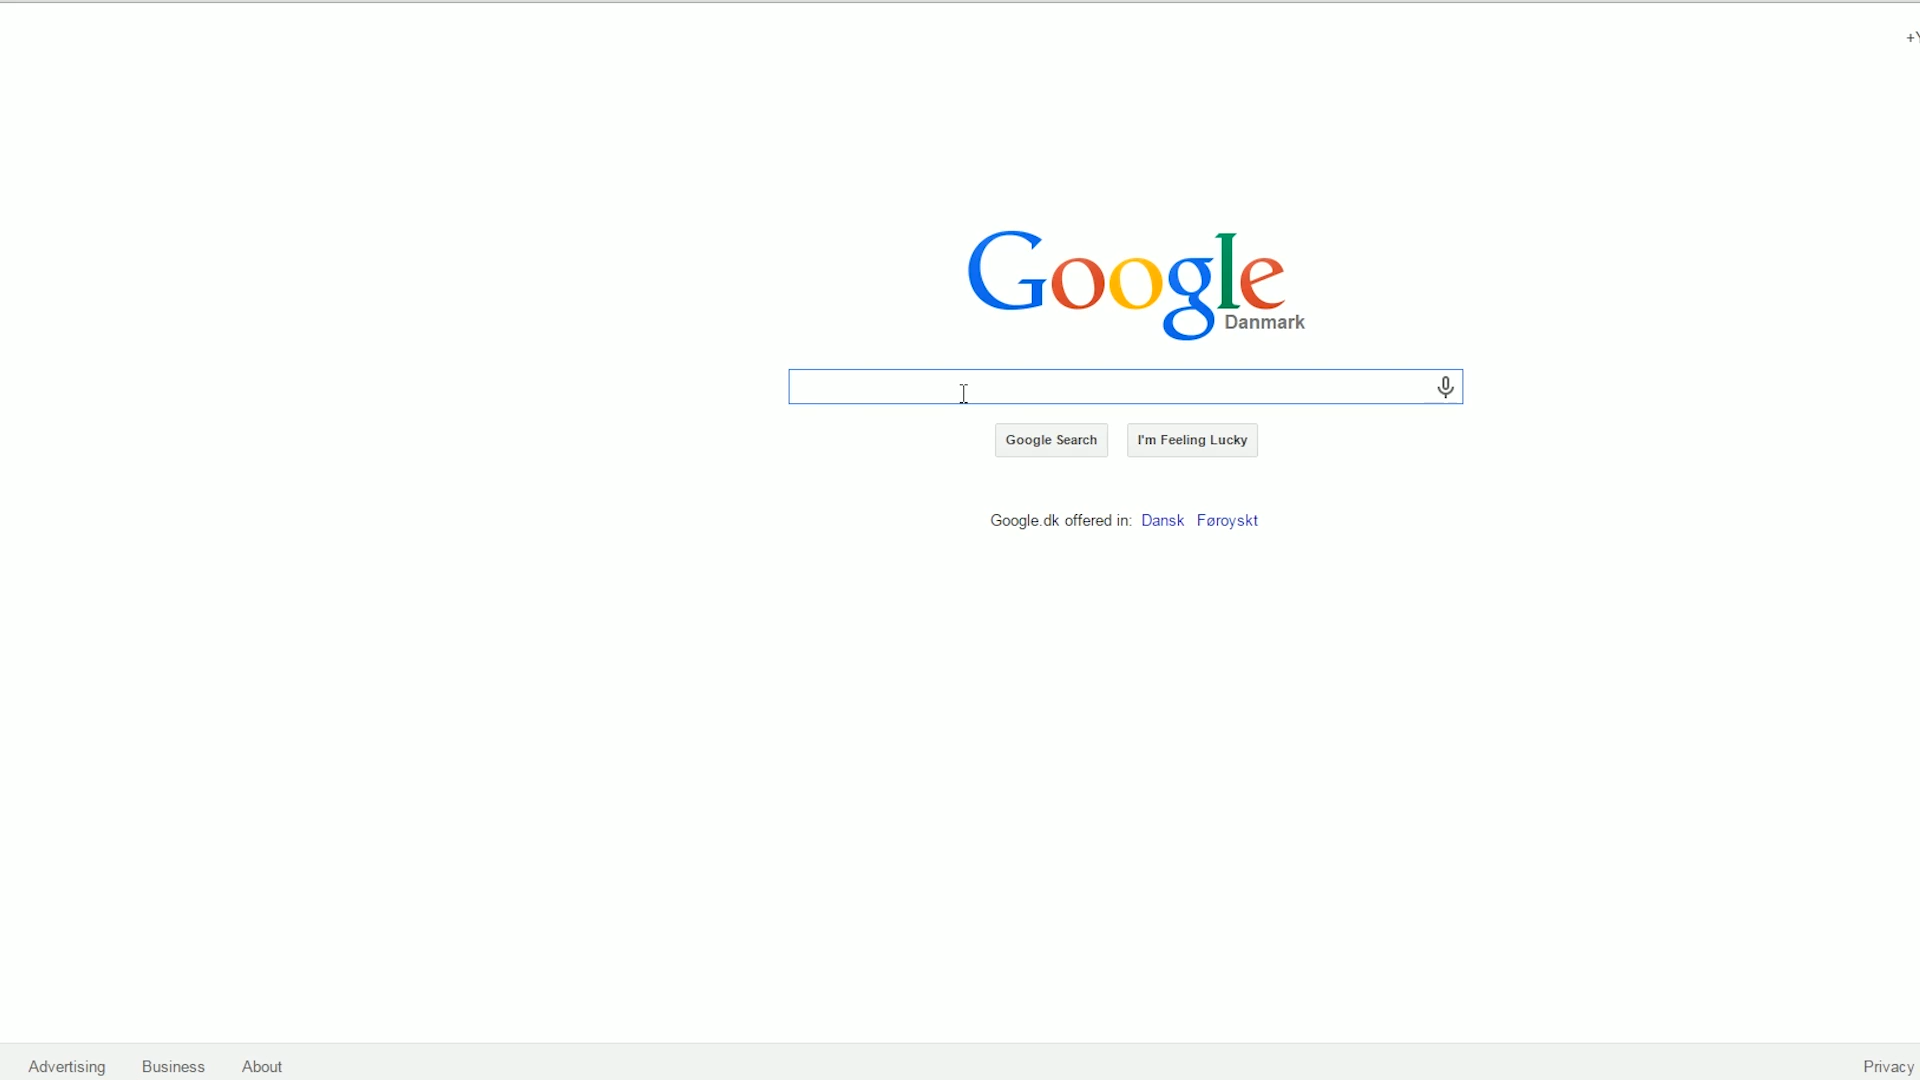 Google
Danmark
Google Search I'm Feeling Lucky
Google.dk offered in: Dansk Føroyskt
Advertising Business About Privacy